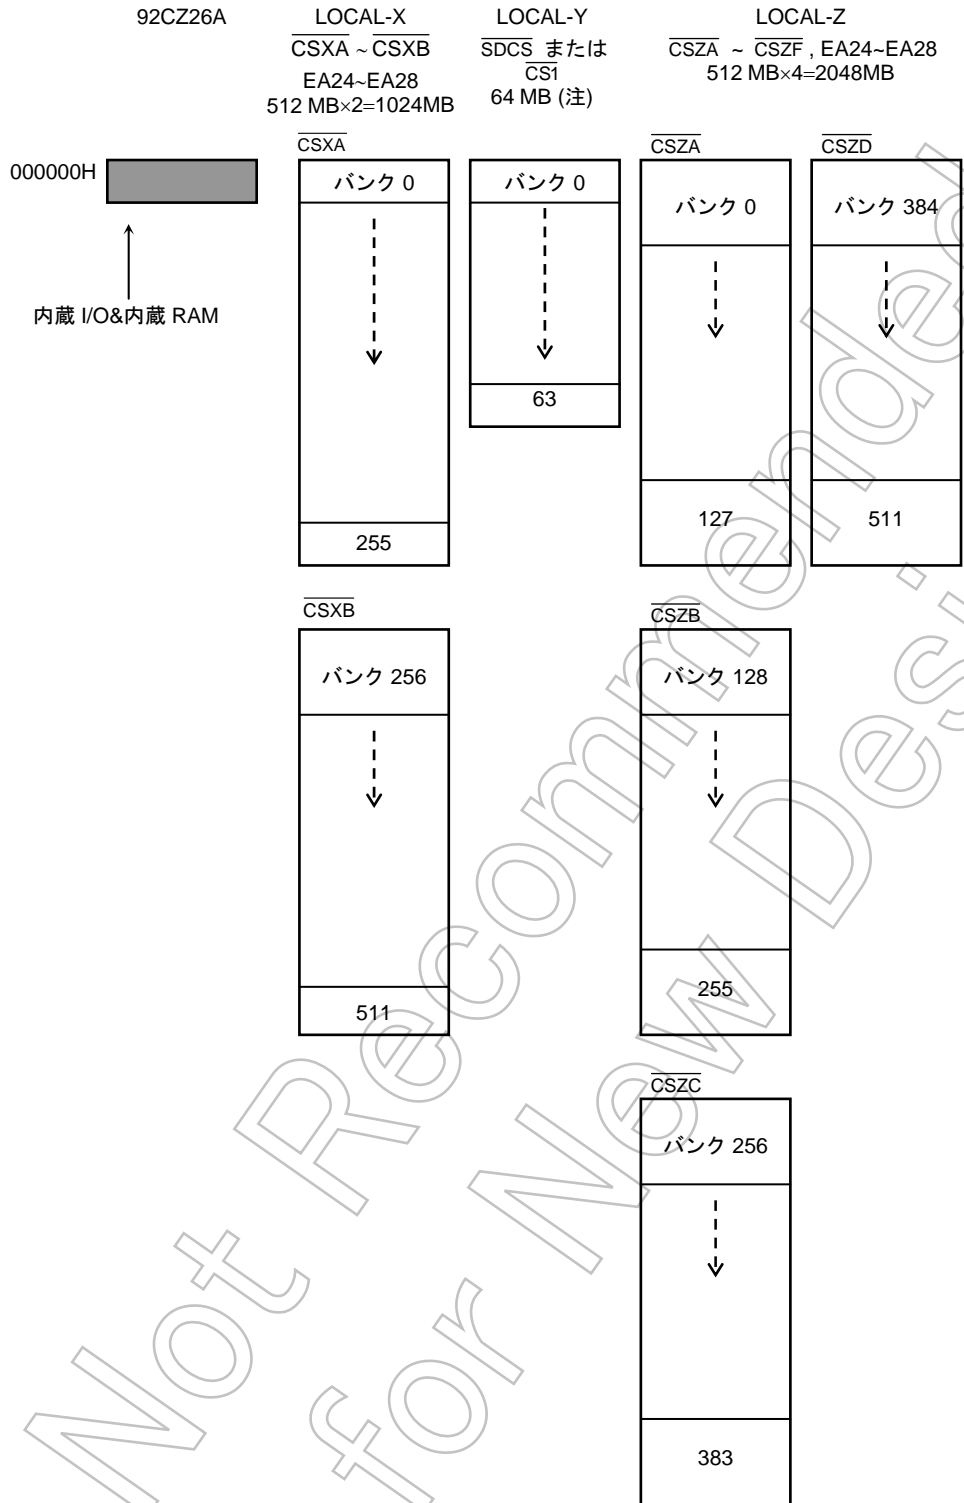 92CZ26A
LOCAL-X
CSXA ~ CSXB
EA24~EA28
512 MB×2=1024MB
LOCAL-Y
SDCS または
CS1
64 MB (注)
LOCAL-Z
CSZA ~ CSZF , EA24~EA28
512 MB×4=2048MB
000000H
内蔵 I/O&内蔵 RAM
CSXA
バンク 0
255
バンク 0
63
CSZA
バンク 0
127
CSZD
バンク 384
511
CSXB
バンク 256
511
CSZB
バンク 128
255
CSZC
バンク 256
383
Not Recommended
for New Desi